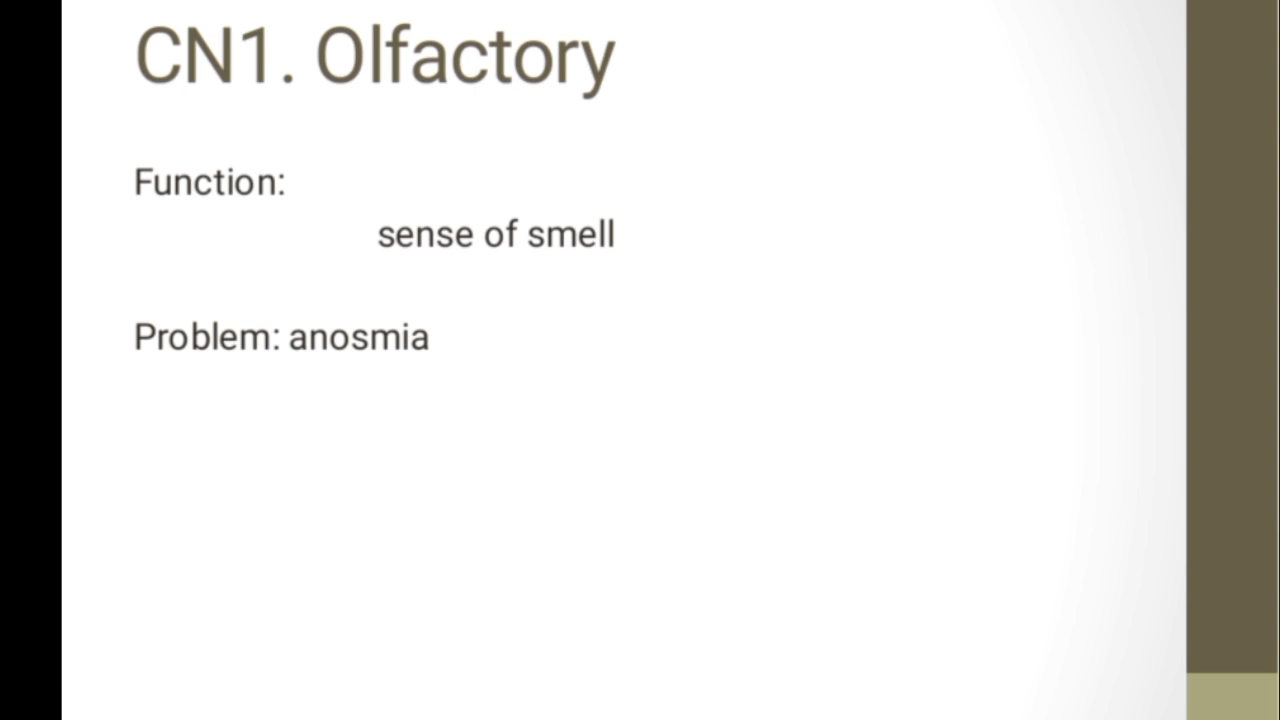 CN1. Olfactory
Function:
sense of smell
Problem: anosmia